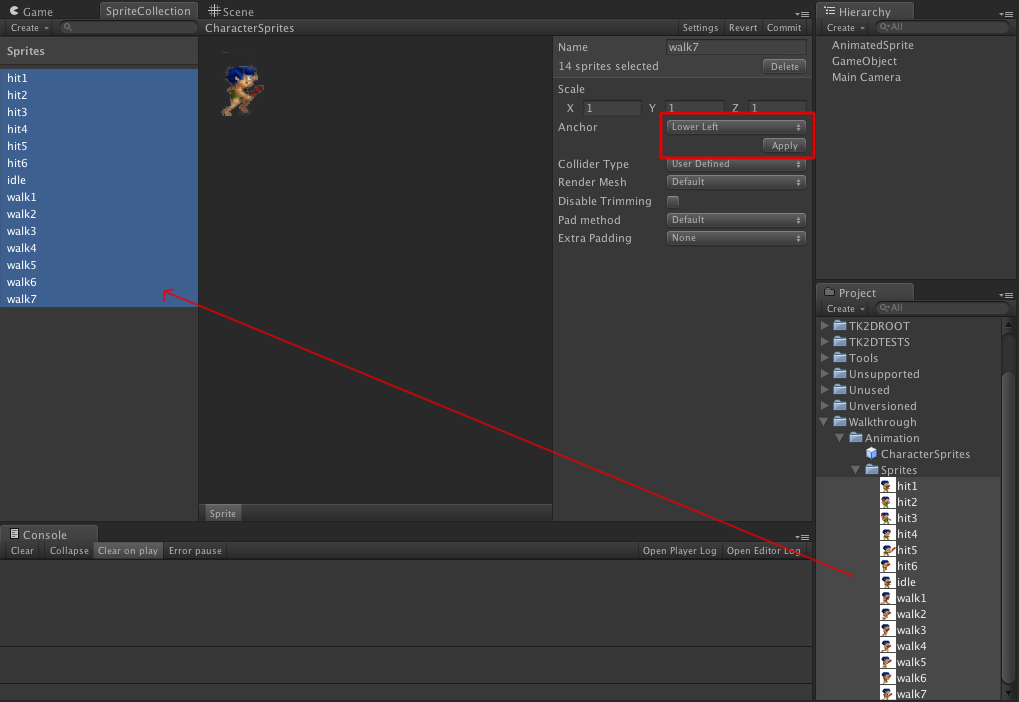 Game
SpriteCollection
Scene
Create
CharacterSprites
Settings
Revert
Commit
Sprites
hit1
hit2
hit3
hit4
hit5
hit6
idle
walk1
walk2
walk3
walk4
walk5
walk6
walk7
Name walk7
14 sprites selected Delete
Scale
X 1 Y 1 Z 1
Anchor Lower Left
Apply
Collider Type User Defined
Render Mesh Default
Disable Trimming
Pad method Default
Extra Padding None
Sprite
Console
Clear Collapse Clear on play Error pause Open Player Log Open Editor Log
Hierarchy
Create All
AnimatedSprite
GameObject
Main Camera
Project
Create All
TK2DROOT
TK2DTESTS
Tools
Unsupported
Unused
Unversioned
Walkthrough
Animation
CharacterSprites
Sprites
hit1
hit2
hit3
hit4
hit5
hit6
idle
walk1
walk2
walk3
walk4
walk5
walk6
walk7